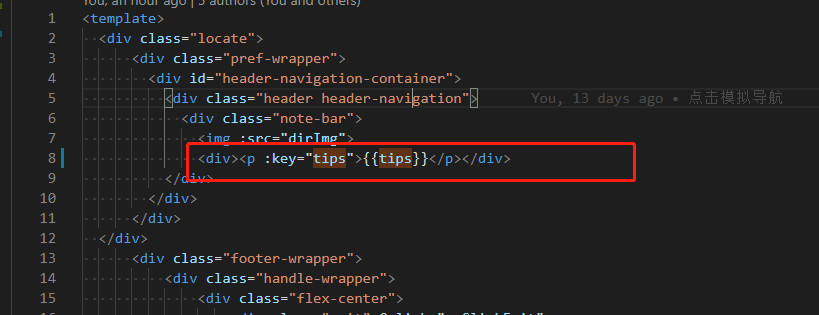 You, an hour ago | 5 authors (You and others)
1 <template>
2 <div class="locate">
3 <div class="pref-wrapper">
4 <div id="header-navigation-container">
5 <div class="header header-navigation"> You, 13 days ago • 点击模拟导航
6 <div class="note-bar">
7 <img :src="dirImg">
8 <div><p :key="tips">{{tips}}</p></div>
9 </div>
10 </div>
11 </div>
12 </div>
13 <div class="footer-wrapper">
14 <div class="handle-wrapper">
15 <div class="flex-center">